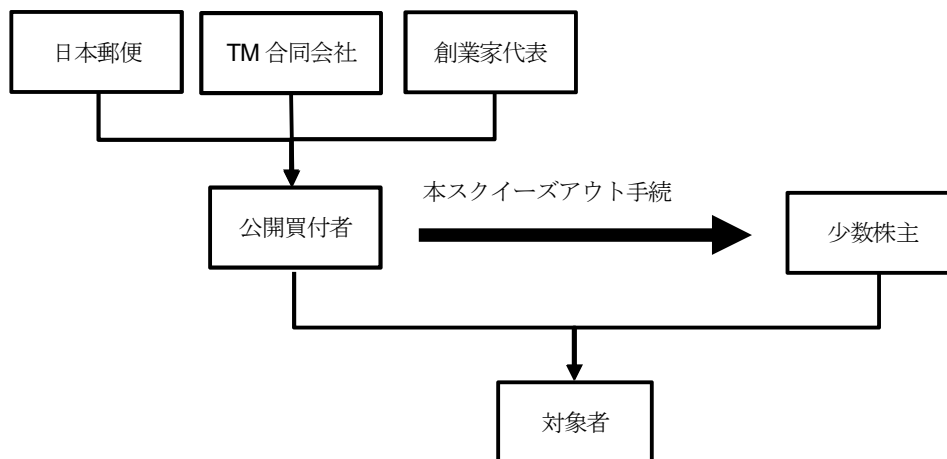 日本郵便
TM 合同会社
創業家代表
本スクイーズアウト手続
公開買付者
少数株主
対象者